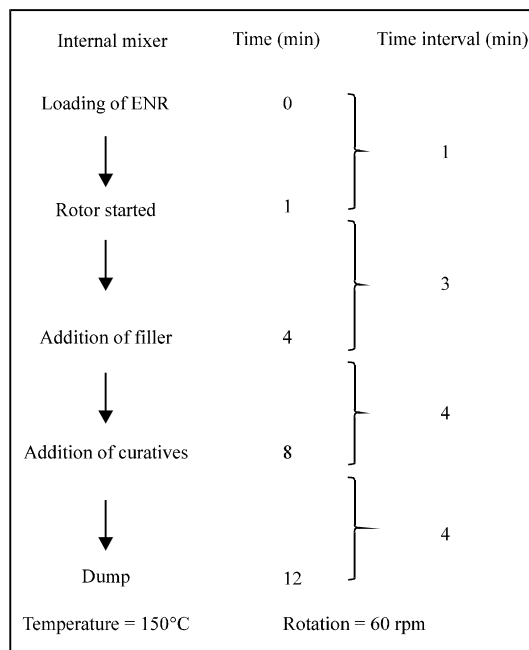 Internal mixer Time (min) Time interval (min)
Loading of ENR 0
1
Rotor started 1
3
Addition of filler 4
4
Addition of curatives 8
4
Dump 12
Temperature = 150°C Rotation = 60 rpm